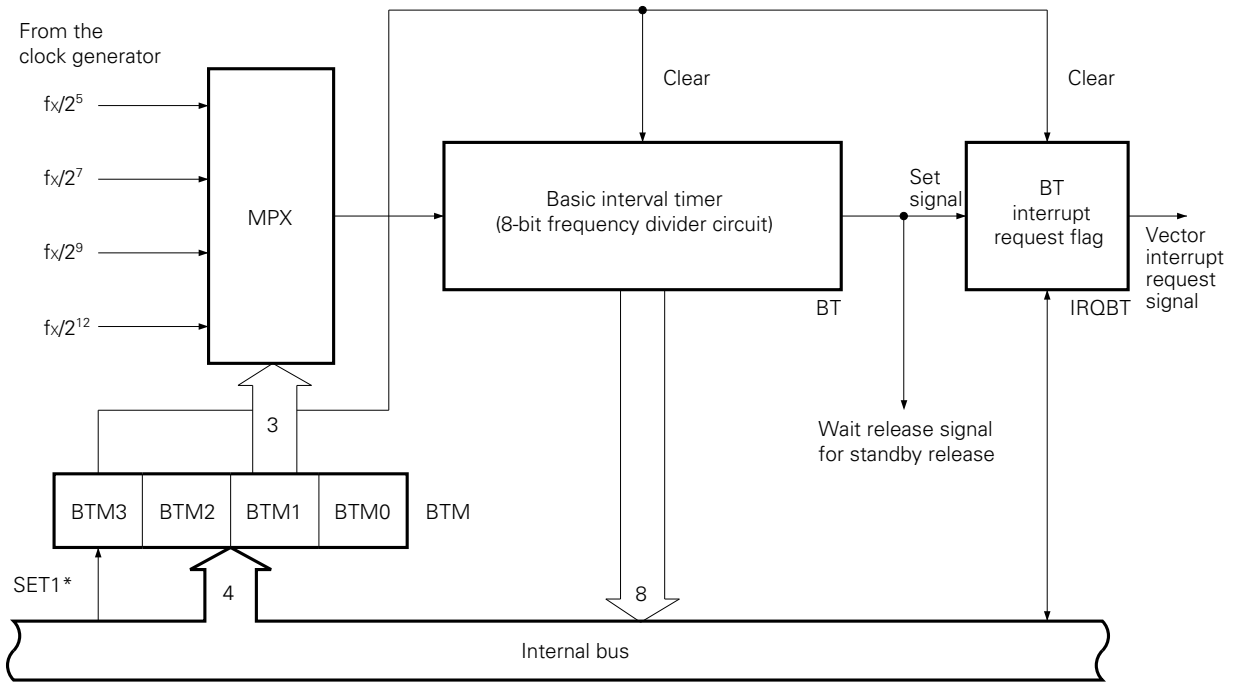 From the
clock generator
fx/2⁵
fx/2⁷
fx/2⁹
fx/2¹²
MPX
3
Clear
Clear
Basic interval timer
(8-bit frequency divider circuit)
BT
Set
signal
BT
interrupt
request flag
IRQBT
Vector
interrupt
request
signal
Wait release signal
for standby release
BTM3
BTM2
BTM1
BTM0
BTM
SET1*
4
8
Internal bus